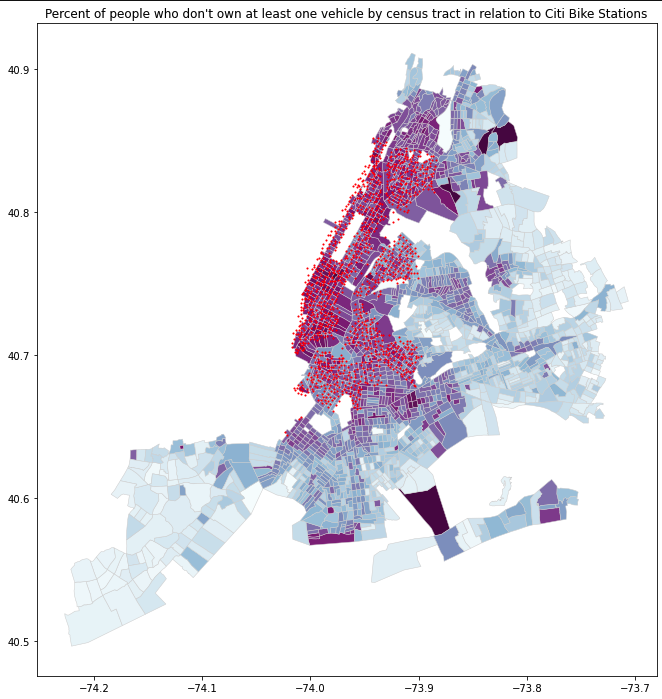 Percent of people who don't own at least one vehicle by census tract in relation to Citi Bike Stations
40.9
40.8
40.7
40.6
40.5
−74.2 −74.1 −74.0 −73.9 −73.8 −73.7